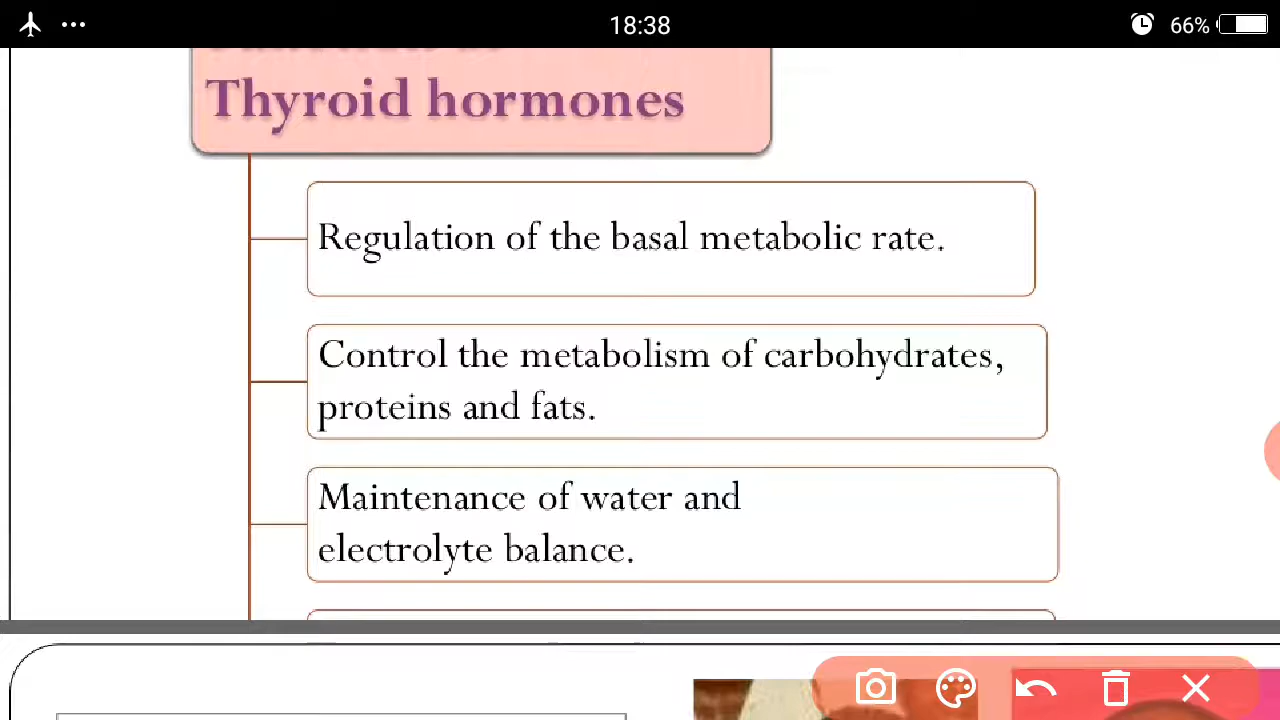 18:38
66%
Thyroid hormones
Regulation of the basal metabolic rate.
Control the metabolism of carbohydrates,
proteins and fats.
Maintenance of water and
electrolyte balance.